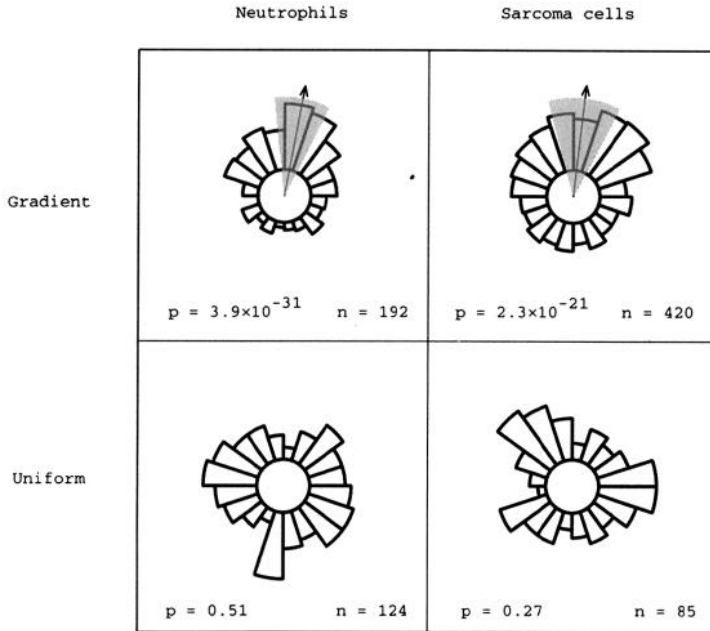 Neutrophils Sarcoma cells
Gradient
p = 3.9×10⁻³¹ n = 192 p = 2.3×10⁻²¹ n = 420
Uniform
p = 0.51 n = 124 p = 0.27 n = 85